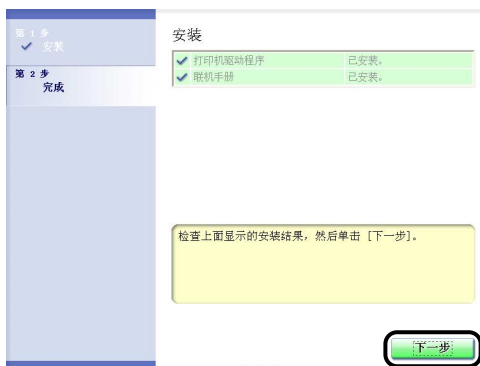 第 1 步
安装
第 2 步
完成
安装
打印机驱动程序 已安装。
联机手册 已安装。
检查上面显示的安装结果，然后单击 [下一步]。
下一步